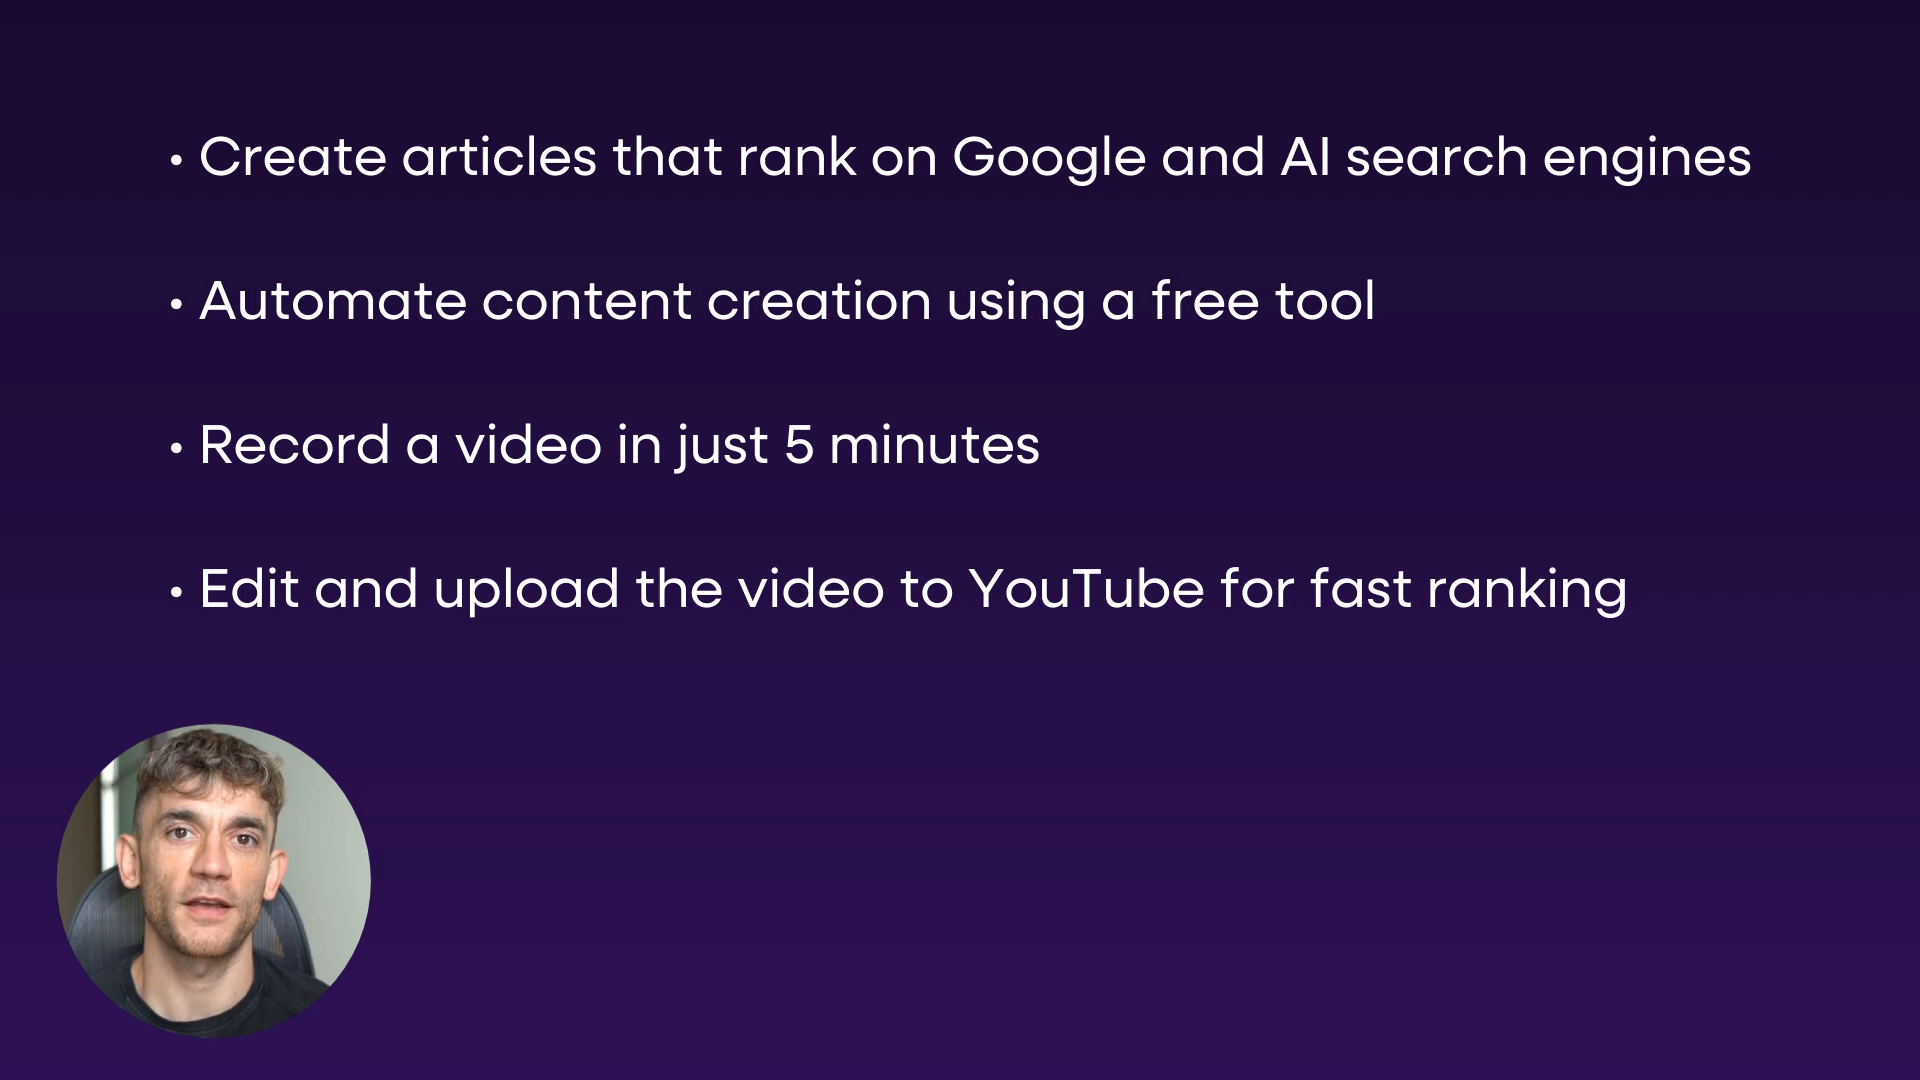 • Create articles that rank on Google and AI search engines
• Automate content creation using a free tool
• Record a video in just 5 minutes
• Edit and upload the video to YouTube for fast ranking